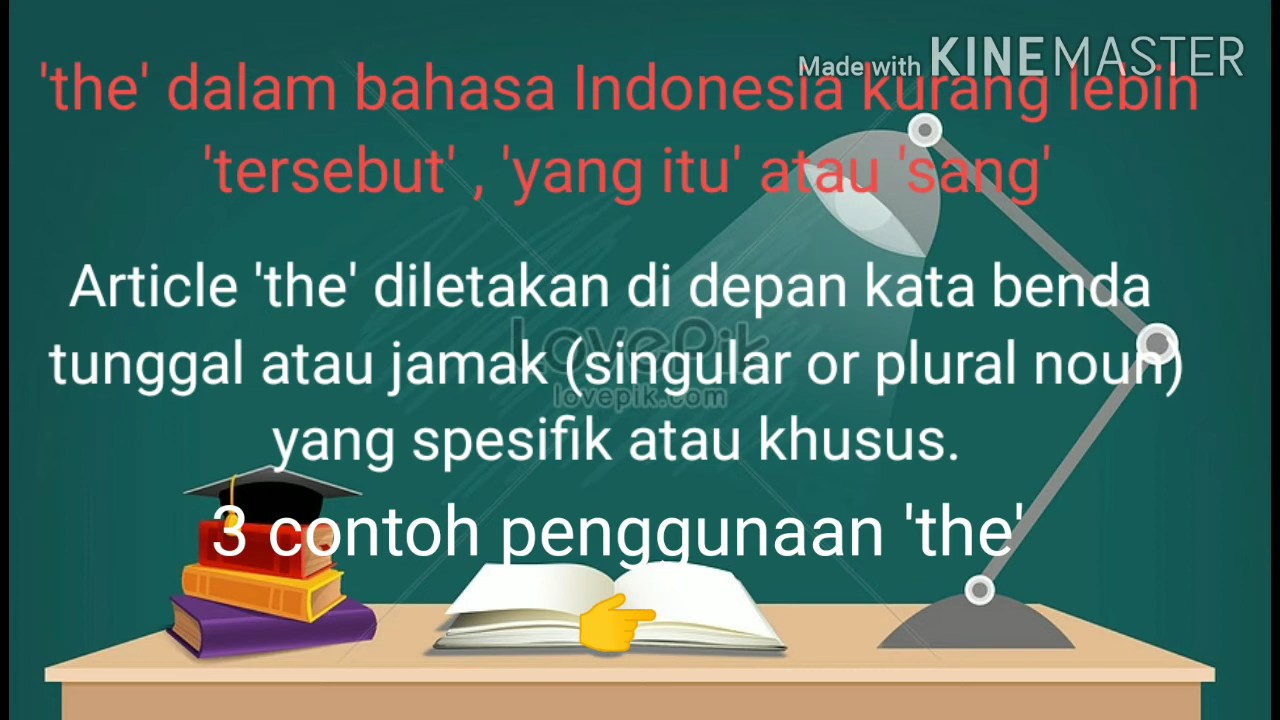 Made with KINEMASTER
'the' dalam bahasa Indonesia kurang lebih
'tersebut' , 'yang itu' atau 'sang'
Article 'the' diletakan di depan kata benda
tunggal atau jamak (singular or plural noun)
yang spesifik atau khusus.
LovePik
lovepik.com
3 contoh penggunaan 'the'